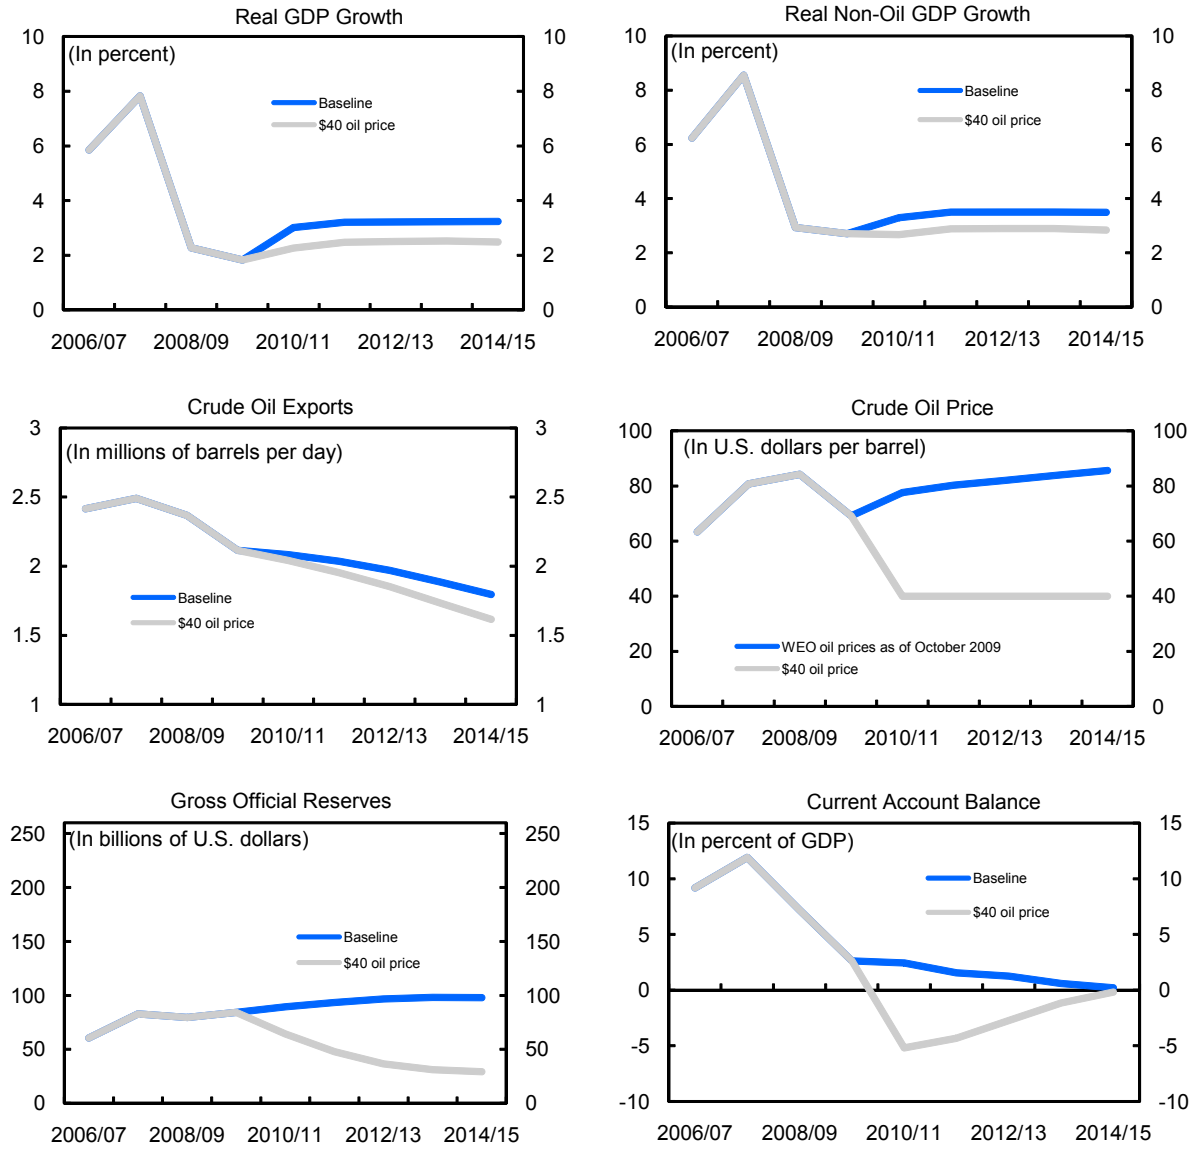 Real GDP Growth
(In percent)
10 10
8 8
6 6
4 4
2 2
0 0
Baseline
$40 oil price
2006/07 2008/09 2010/11 2012/13 2014/15
Real Non-Oil GDP Growth
(In percent)
10 10
8 8
6 6
4 4
2 2
0 0
Baseline
$40 oil price
2006/07 2008/09 2010/11 2012/13 2014/15
Crude Oil Exports
(In millions of barrels per day)
3 3
2.5 2.5
2 2
1.5 1.5
1 1
Baseline
$40 oil price
2006/07 2008/09 2010/11 2012/13 2014/15
Crude Oil Price
(In U.S. dollars per barrel)
100 100
80 80
60 60
40 40
20 20
0 0
WEO oil prices as of October 2009
$40 oil price
2006/07 2008/09 2010/11 2012/13 2014/15
Gross Official Reserves
(In billions of U.S. dollars)
250 250
200 200
150 150
100 100
50 50
0 0
Baseline
$40 oil price
2006/07 2008/09 2010/11 2012/13 2014/15
Current Account Balance
(In percent of GDP)
15 15
10 10
5 5
0 0
-5 -5
-10 -10
Baseline
$40 oil price
2006/07 2008/09 2010/11 2012/13 2014/15